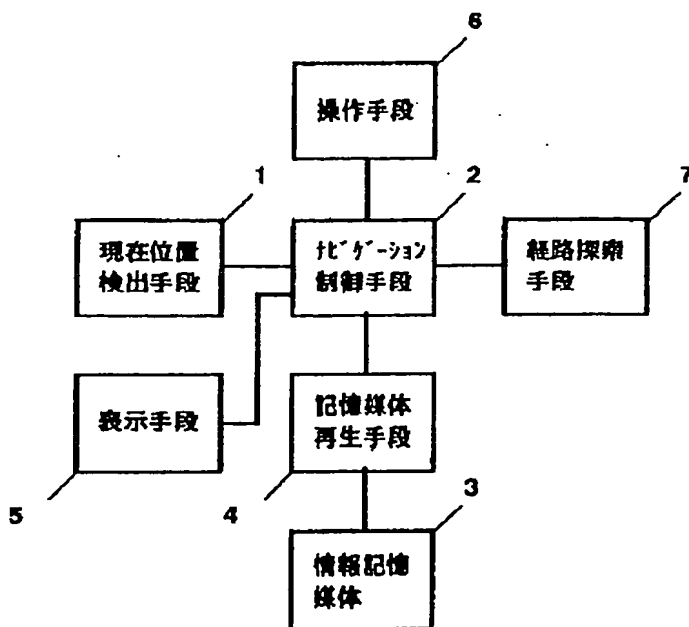 6
操作手段
1
2
7
現在位置
検出手段
ナビゲーション
制御手段
経路探索
手段
表示手段
記憶媒体
再生手段
5
4
3
情報記憶
媒体